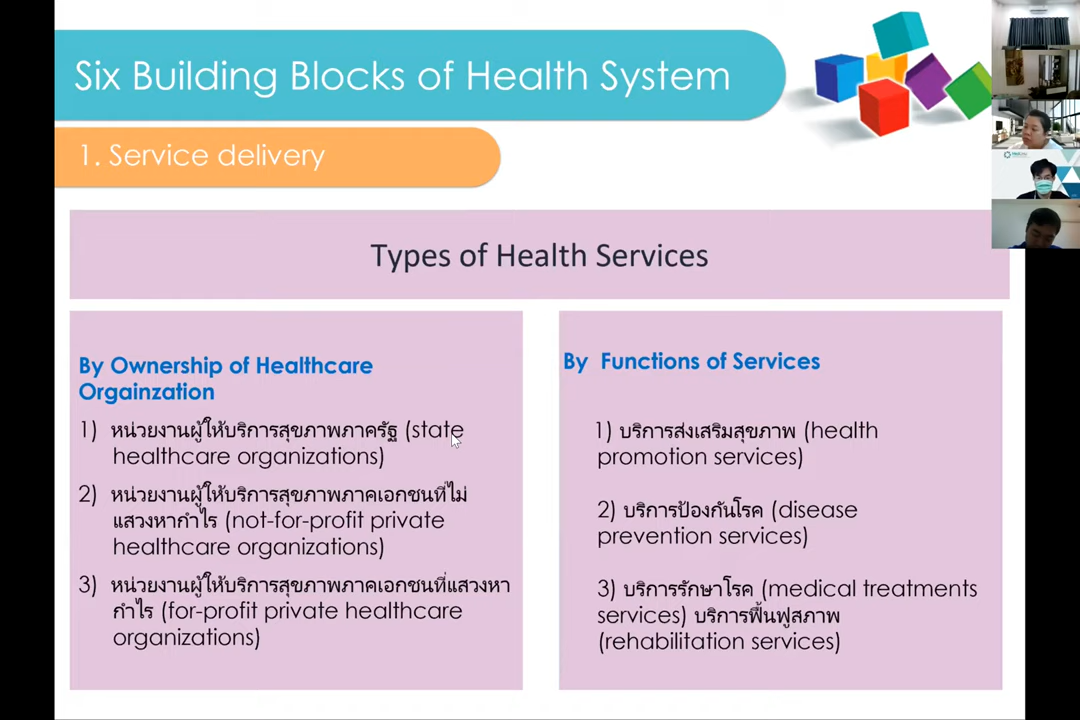 Six Building Blocks of Health System
1. Service delivery
Types of Health Services
By Ownership of Healthcare
Orgainzation
1) หน่วยงานผู้ให้บริการสุขภาพภาครัฐ (state
healthcare organizations)
2) หน่วยงานผู้ให้บริการสุขภาพภาคเอกชนที่ไม่
แสวงหากำไร (not-for-profit private
healthcare organizations)
3) หน่วยงานผู้ให้บริการสุขภาพภาคเอกชนที่แสวงหา
กำไร (for-profit private healthcare
organizations)
By Functions of Services
1) บริการส่งเสริมสุขภาพ (health
promotion services)
2) บริการป้องกันโรค (disease
prevention services)
3) บริการรักษาโรค (medical treatments
services) บริการฟื้นฟูสภาพ
(rehabilitation services)